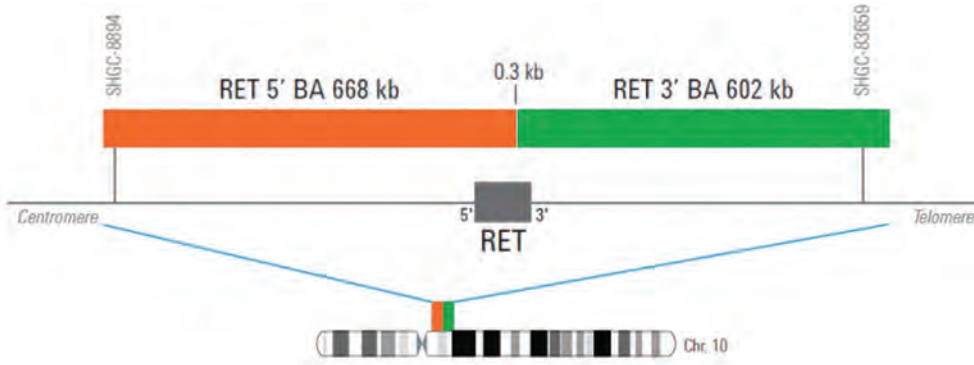 SHGC-8894
SHGC-83659
0.3 kb
RET 5' BA 668 kb
RET 3' BA 602 kb
Centromere
5'
3'
Telomere
RET
Chr. 10